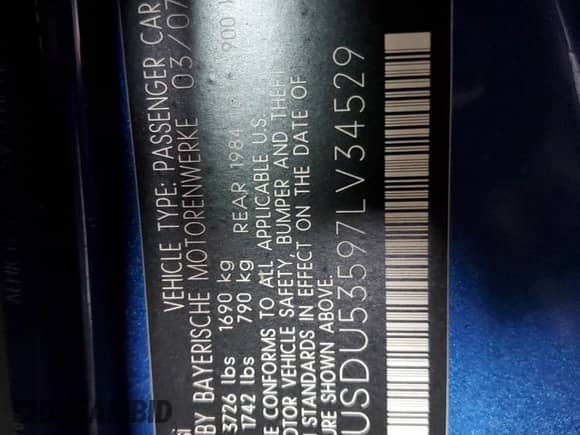 VEHICLE TYPE: PASSENGER CAR
BY BAYERISCHE MOTORENWERKE 03/07
3726 lbs 1690 kg
1742 lbs 790 kg REAR 1984 900
CONFORMS TO ALL APPLICABLE U.S.
MOTOR VEHICLE SAFETY, BUMPER AND THEFT
STANDARDS IN EFFECT ON THE DATE OF
SHOWN ABOVE.
USDU53597LV34529